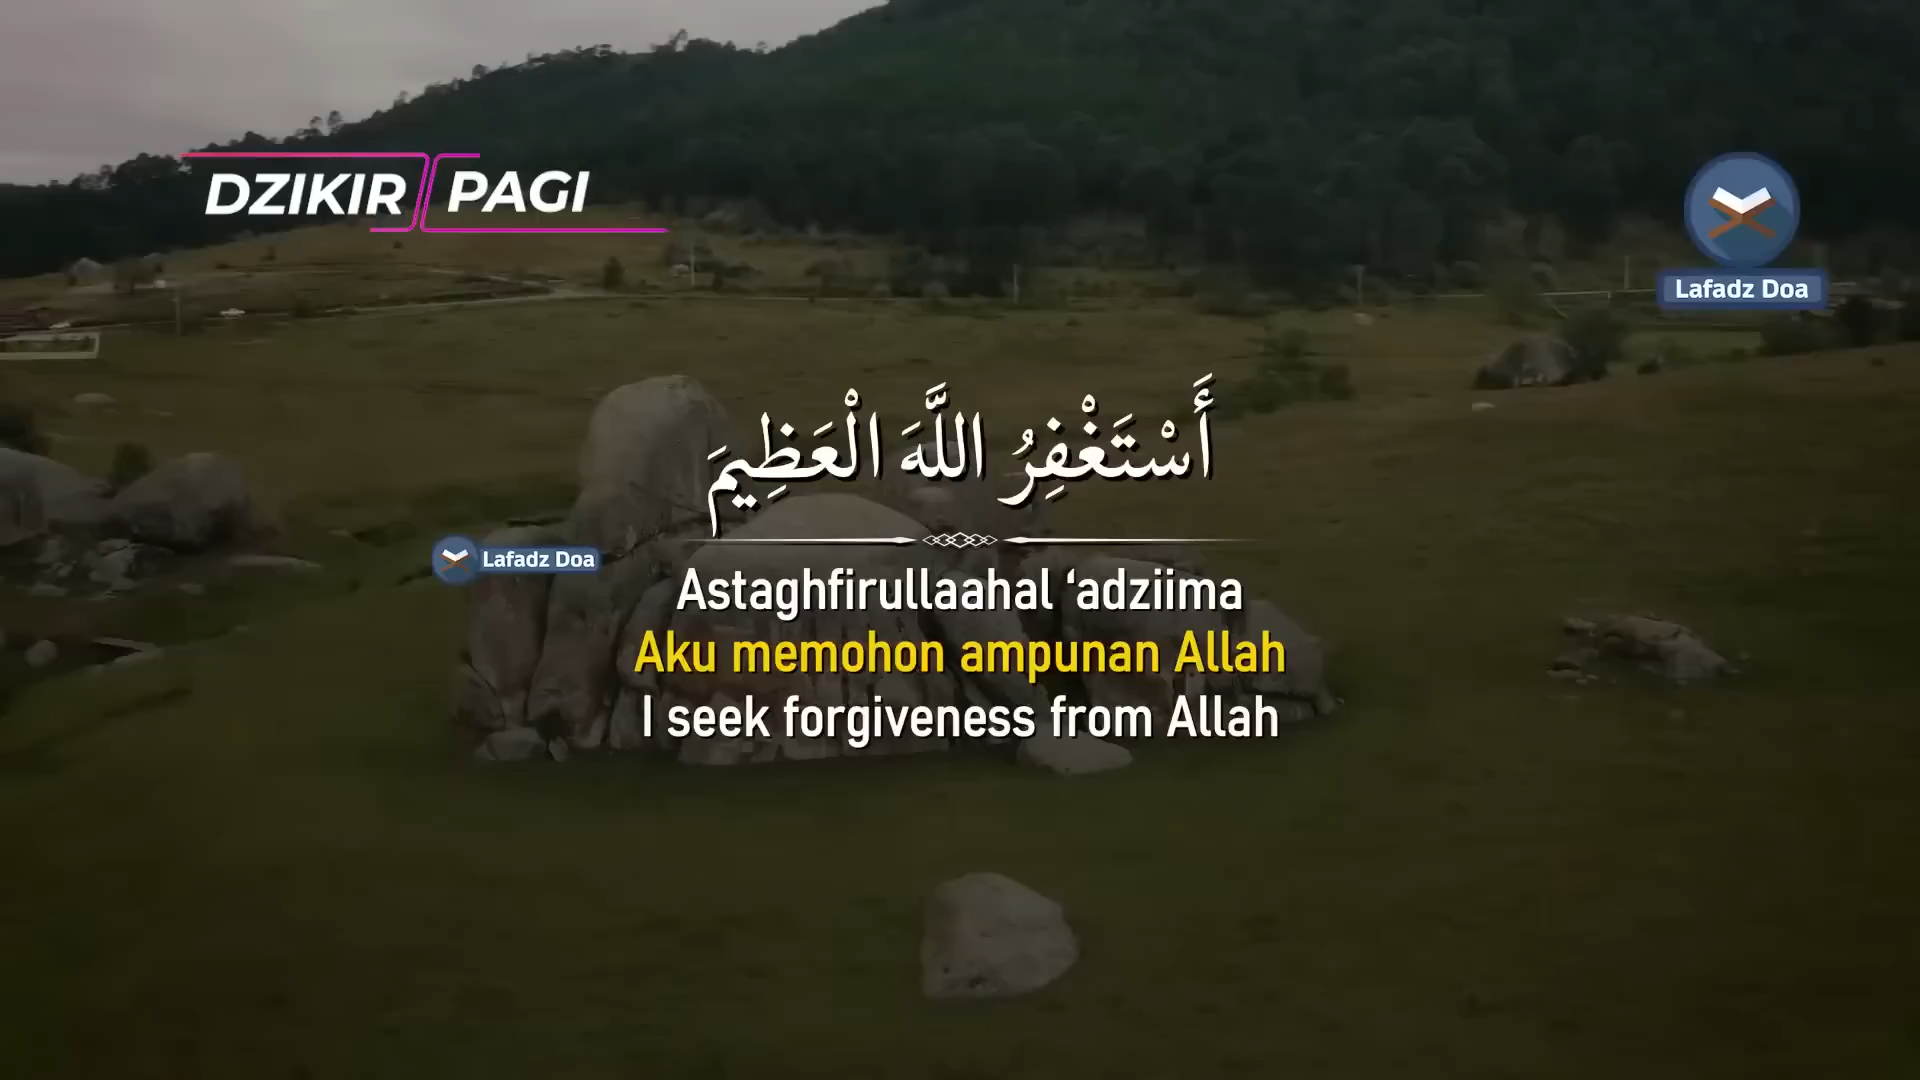 DZIKIR PAGI
Lafadz Doa
أَسْتَغْفِرُ اللَّهَ الْعَظِيمَ
Lafadz Doa
Astaghfirullaahal ‘adziima
Aku memohon ampunan Allah
I seek forgiveness from Allah